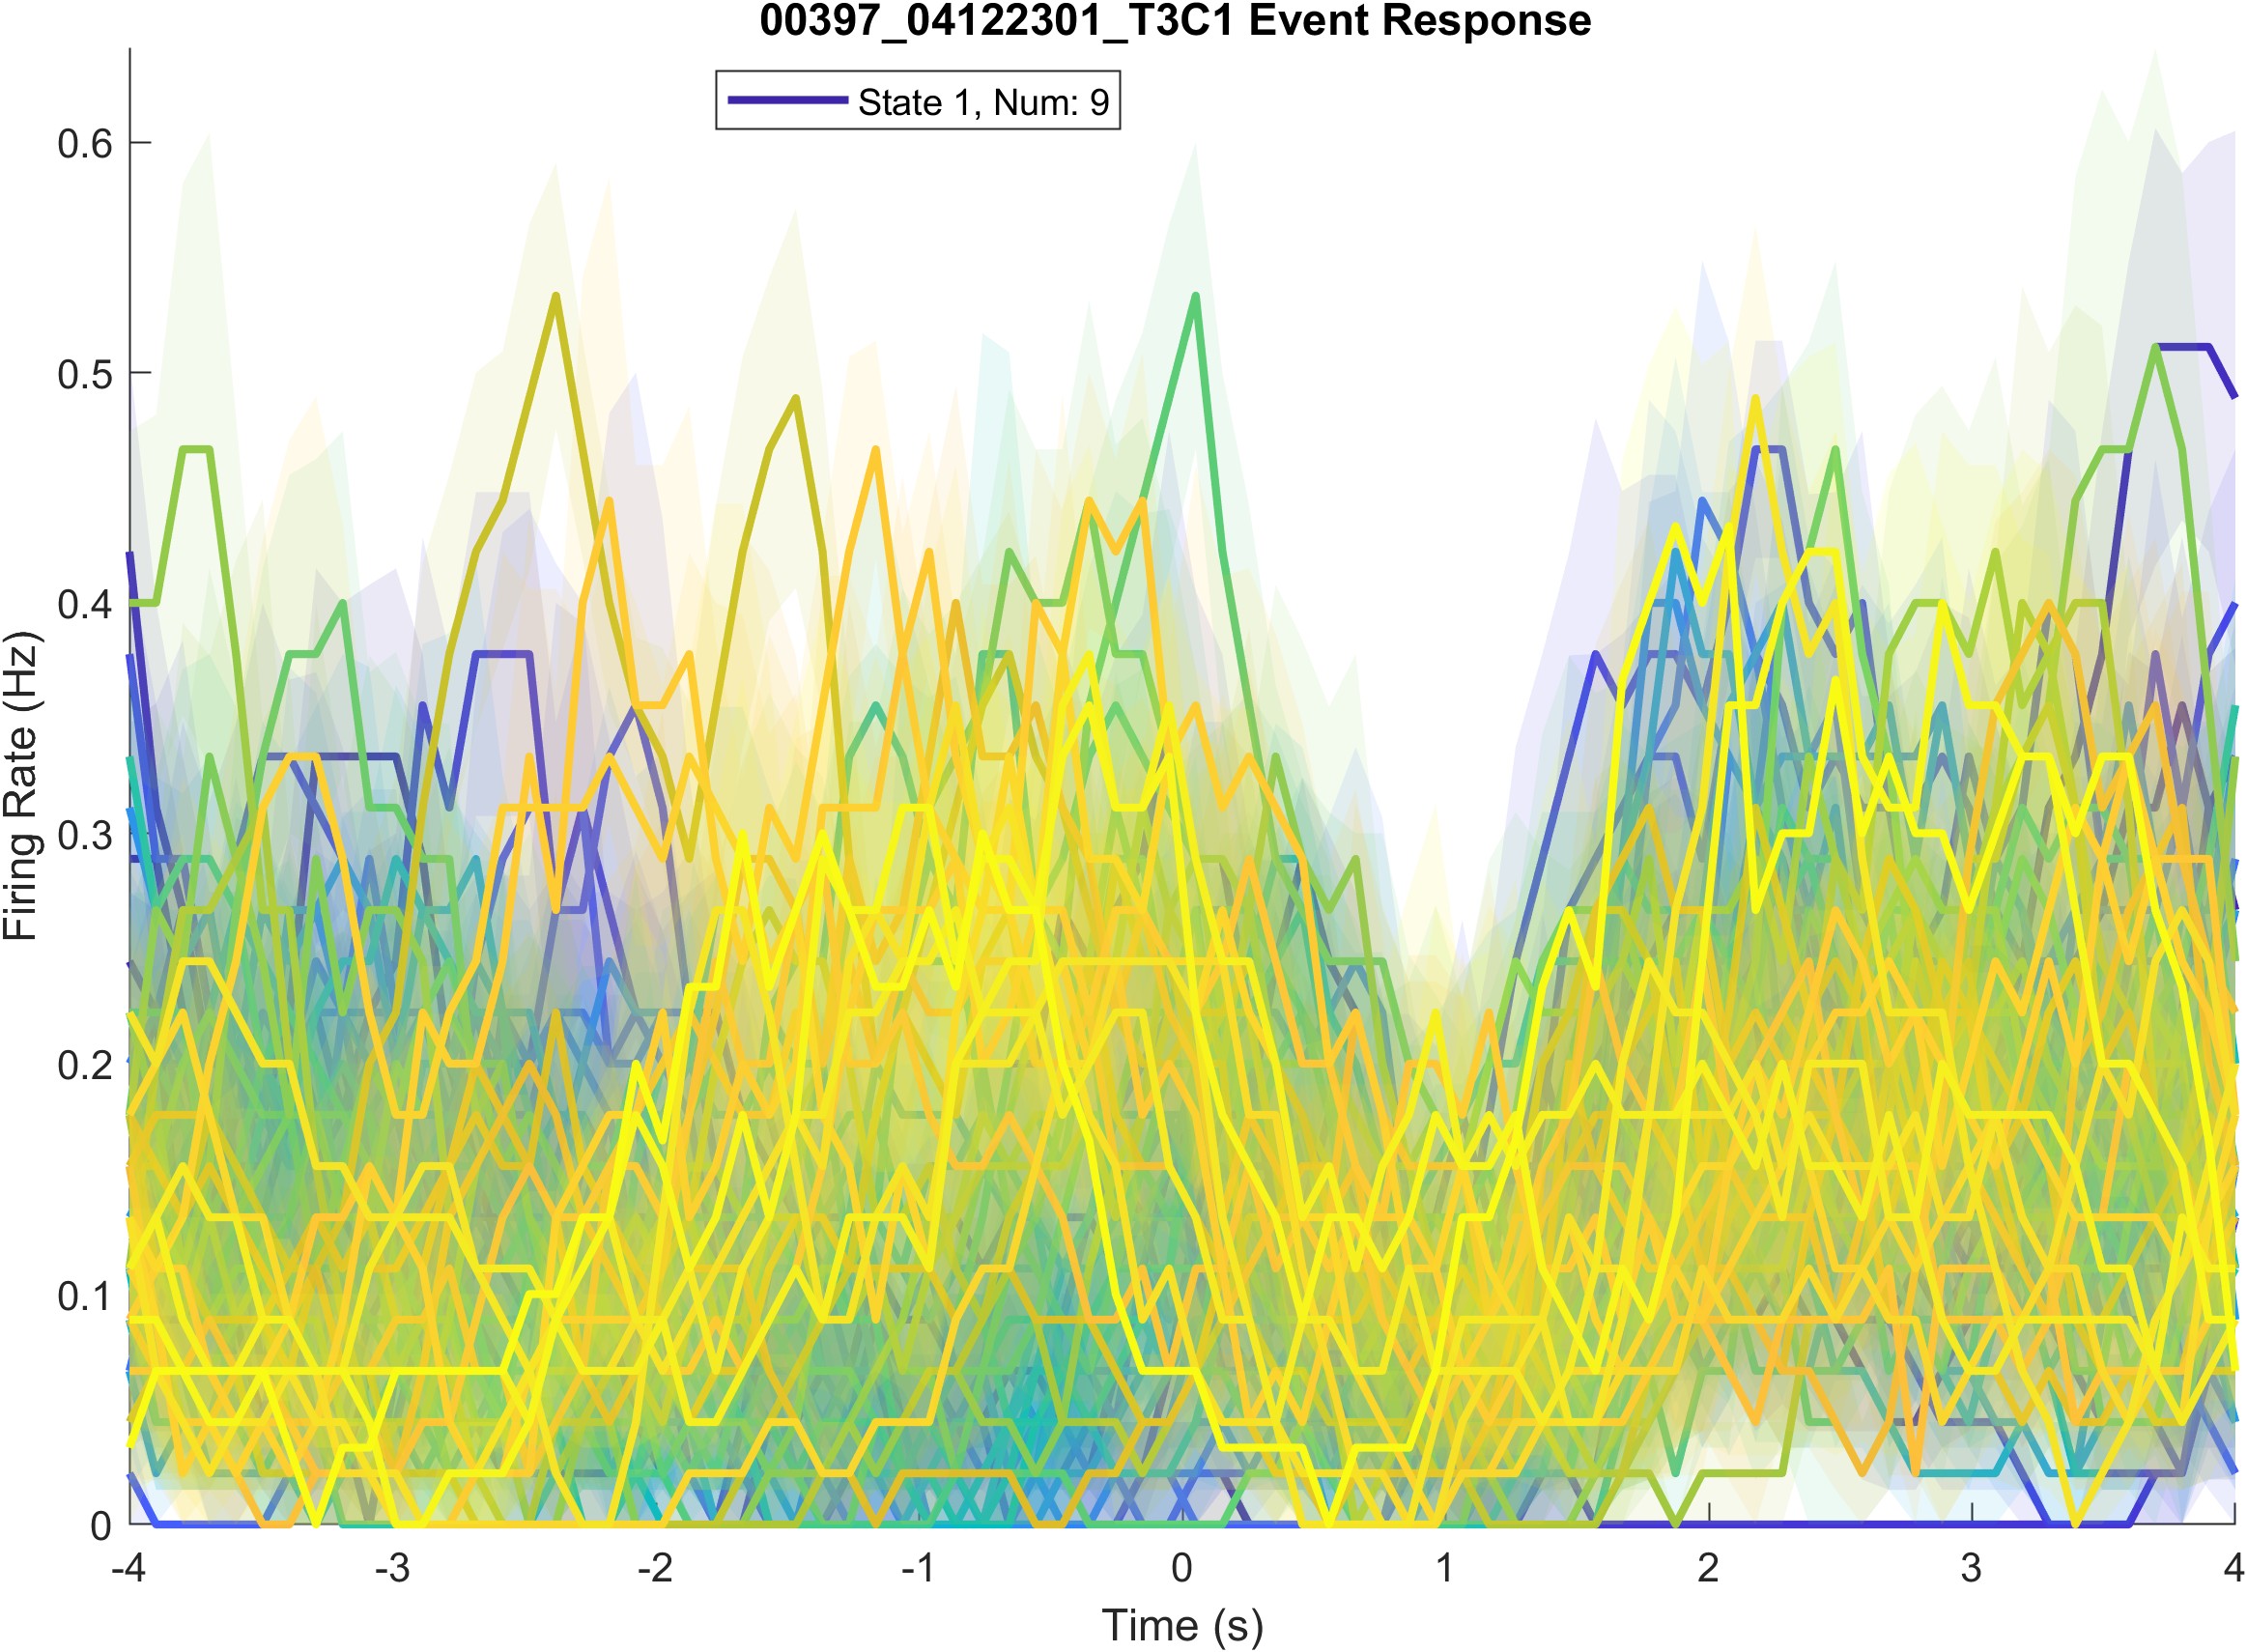 00397_04122301_T3C1 Event Response
State 1, Num: 9
0.6
0.5
0.4
0.3
0.2
0.1
0
Firing Rate (Hz)
-4 -3 -2 -1 0 1 2 3 4
Time (s)